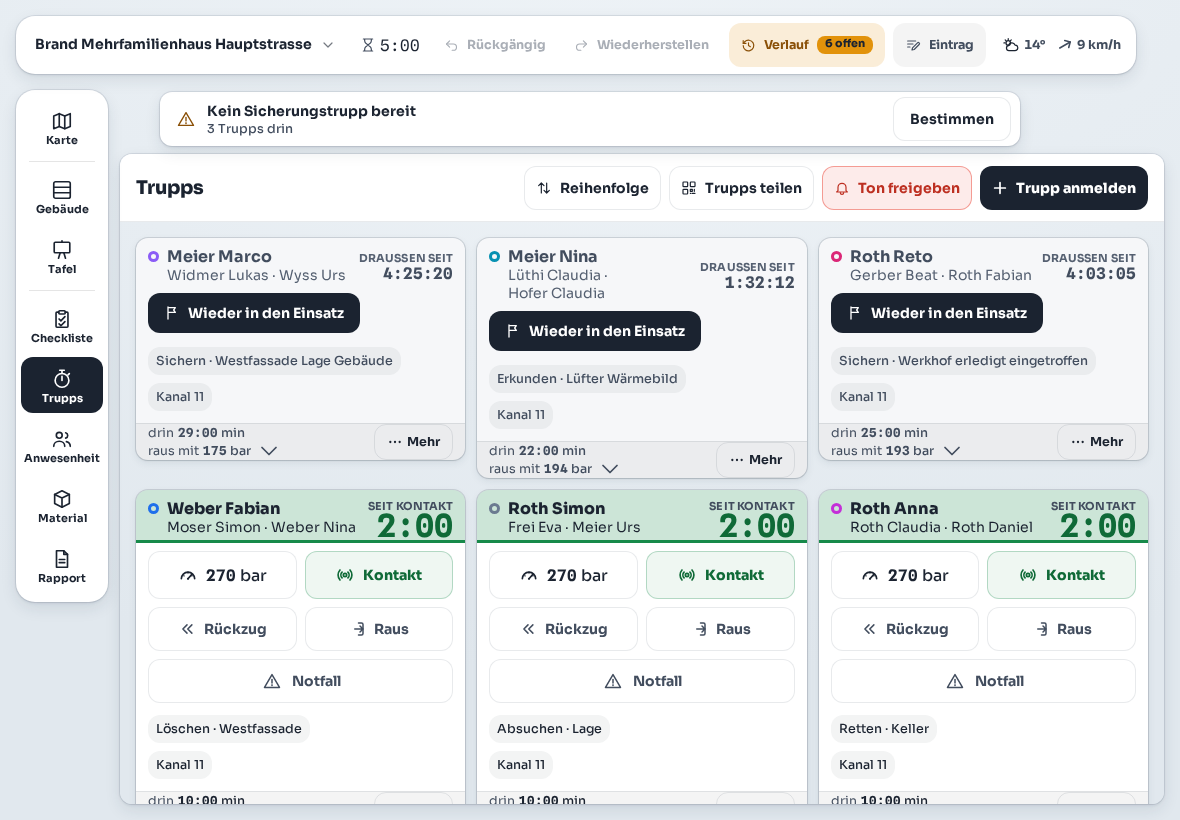 Brand Mehrfamilienhaus Hauptstrasse
5:00
Rückgängig
Wiederherstellen
Verlauf 6 offen
Eintrag
14° 9 km/h
Karte
Gebäude
Tafel
Checkliste
Trupps
Anwesenheit
Material
Rapport
Kein Sicherungstrupp bereit
3 Trupps drin
Bestimmen
Trupps
Reihenfolge
Trupps teilen
Ton freigeben
Trupp anmelden
Meier Marco
Widmer Lukas · Wyss Urs
DRAUSSEN SEIT
4:25:20
Wieder in den Einsatz
Sichern · Westfassade Lage Gebäude
Kanal 11
drin 29:00 min
raus mit 175 bar
Mehr
Meier Nina
Lüthi Claudia ·
Hofer Claudia
DRAUSSEN SEIT
1:32:12
Wieder in den Einsatz
Erkunden · Lüfter Wärmebild
Kanal 11
drin 22:00 min
raus mit 194 bar
Mehr
Roth Reto
Gerber Beat · Roth Fabian
DRAUSSEN SEIT
4:03:05
Wieder in den Einsatz
Sichern · Werkhof erledigt eingetroffen
Kanal 11
drin 25:00 min
raus mit 193 bar
Mehr
Weber Fabian
Moser Simon · Weber Nina
SEIT KONTAKT
2:00
270 bar
Kontakt
Rückzug
Raus
Notfall
Löschen · Westfassade
Kanal 11
drin 10:00 min
Roth Simon
Frei Eva · Meier Urs
SEIT KONTAKT
2:00
270 bar
Kontakt
Rückzug
Raus
Notfall
Absuchen · Lage
Kanal 11
drin 10:00 min
Roth Anna
Roth Claudia · Roth Daniel
SEIT KONTAKT
2:00
270 bar
Kontakt
Rückzug
Raus
Notfall
Retten · Keller
Kanal 11
drin 10:00 min